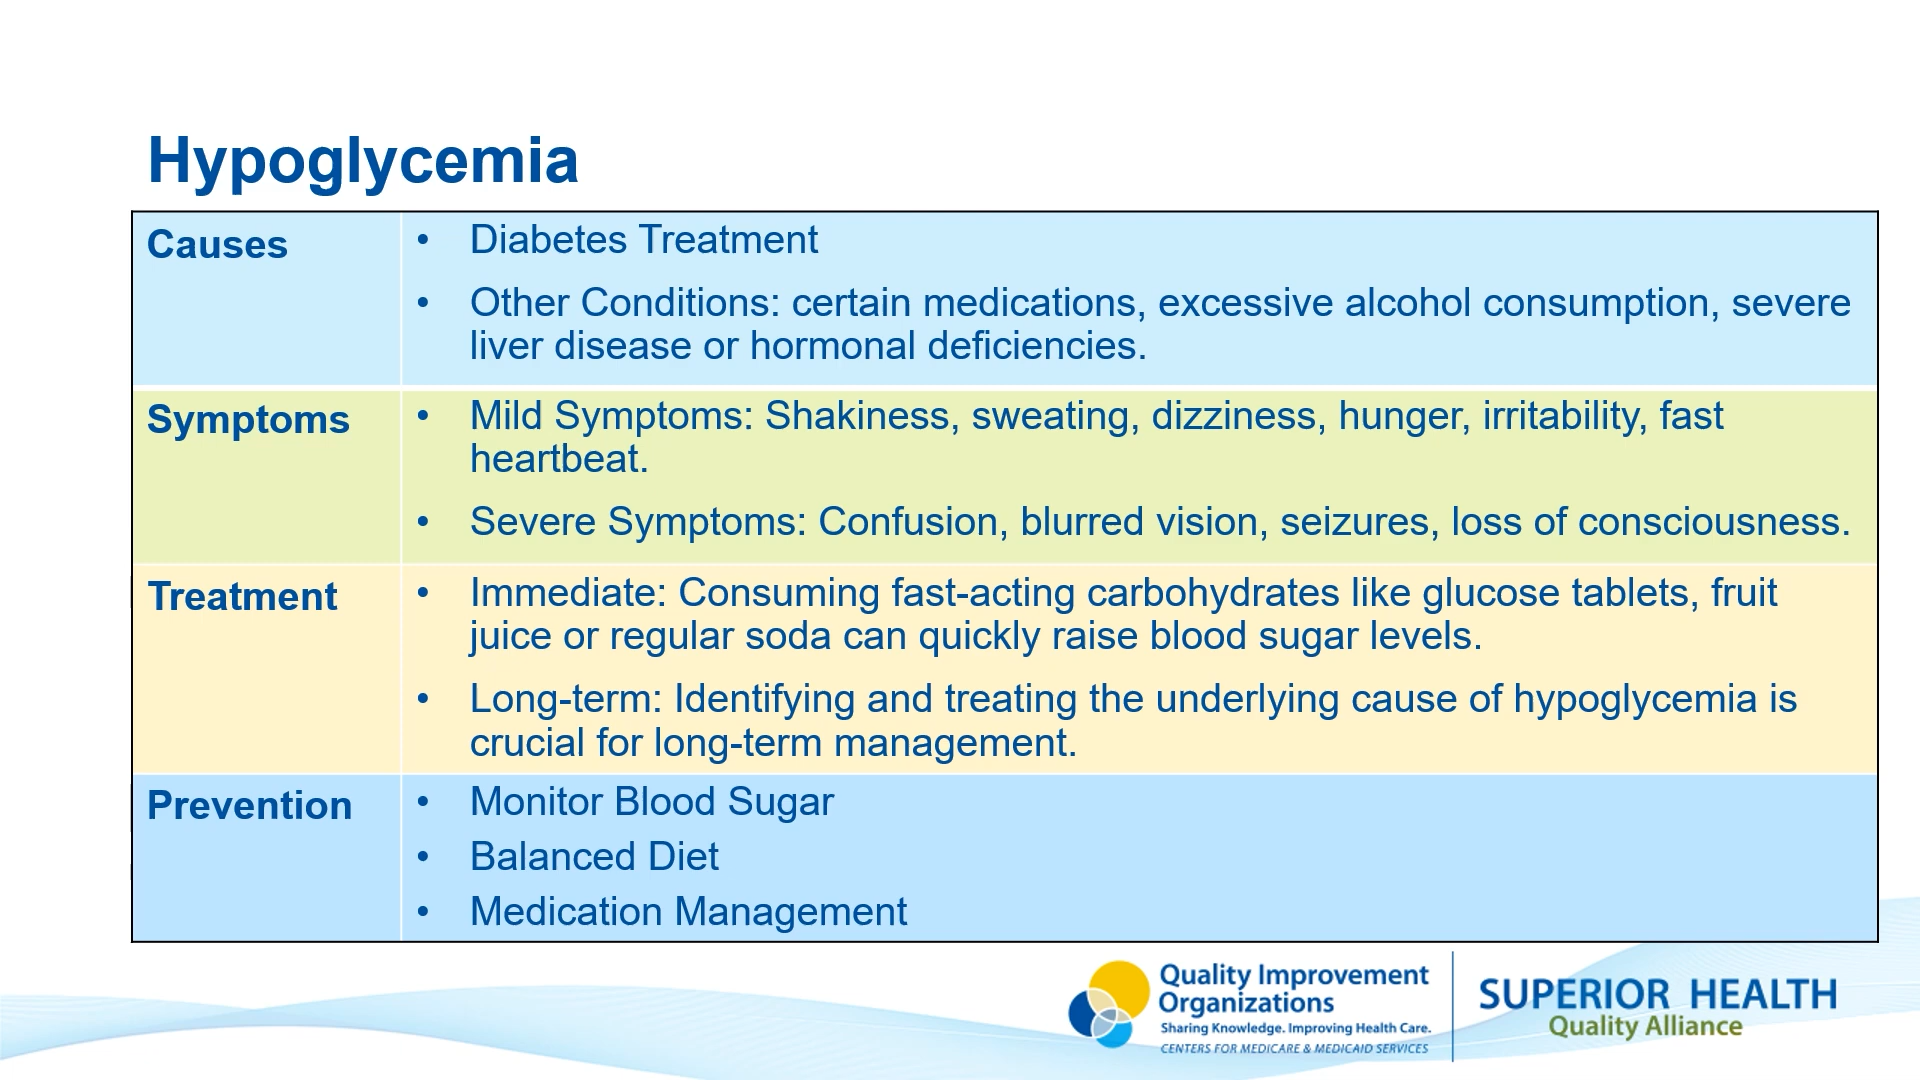 Hypoglycemia
Causes
• Diabetes Treatment
• Other Conditions: certain medications, excessive alcohol consumption, severe
liver disease or hormonal deficiencies.
Symptoms
• Mild Symptoms: Shakiness, sweating, dizziness, hunger, irritability, fast
heartbeat.
• Severe Symptoms: Confusion, blurred vision, seizures, loss of consciousness.
Treatment
• Immediate: Consuming fast-acting carbohydrates like glucose tablets, fruit
juice or regular soda can quickly raise blood sugar levels.
• Long-term: Identifying and treating the underlying cause of hypoglycemia is
crucial for long-term management.
Prevention
• Monitor Blood Sugar
• Balanced Diet
• Medication Management
Quality Improvement
Organizations
Sharing Knowledge. Improving Health Care.
CENTERS FOR MEDICARE & MEDICAID SERVICES
SUPERIOR HEALTH
Quality Alliance